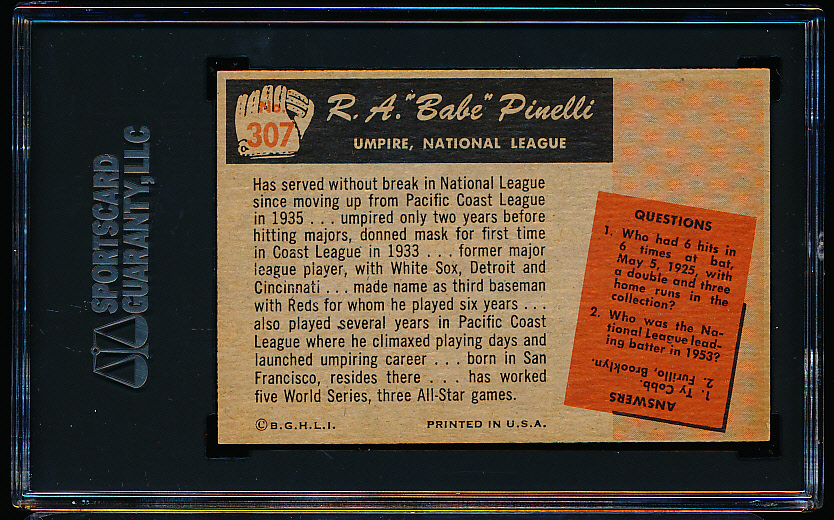 SPORTSCARD
GUARANTY, LLC
No.
307
R. A. "Babe" Pinelli
UMPIRE, NATIONAL LEAGUE
Has served without break in National League
since moving up from Pacific Coast League
in 1935 . . . umpired only two years before
hitting majors, donned mask for first time
in Coast League in 1933 . . . former major
league player, with White Sox, Detroit and
Cincinnati . . . made name as third baseman
with Reds for whom he played six years . . .
also played several years in Pacific Coast
League where he climaxed playing days and
launched umpiring career . . . born in San
Francisco, resides there . . . has worked
five World Series, three All-Star games.
©B.G.H.L.I.
PRINTED IN U.S.A.
QUESTIONS
1. Who had 6 hits in
6 times at bat,
May 5, 1925, with
a double and three
home runs in the
collection?
2. Who was the Na-
tional League lead-
ing batter in 1953?
ANSWERS
1. Ty Cobb.
2. Furillo, Brooklyn.